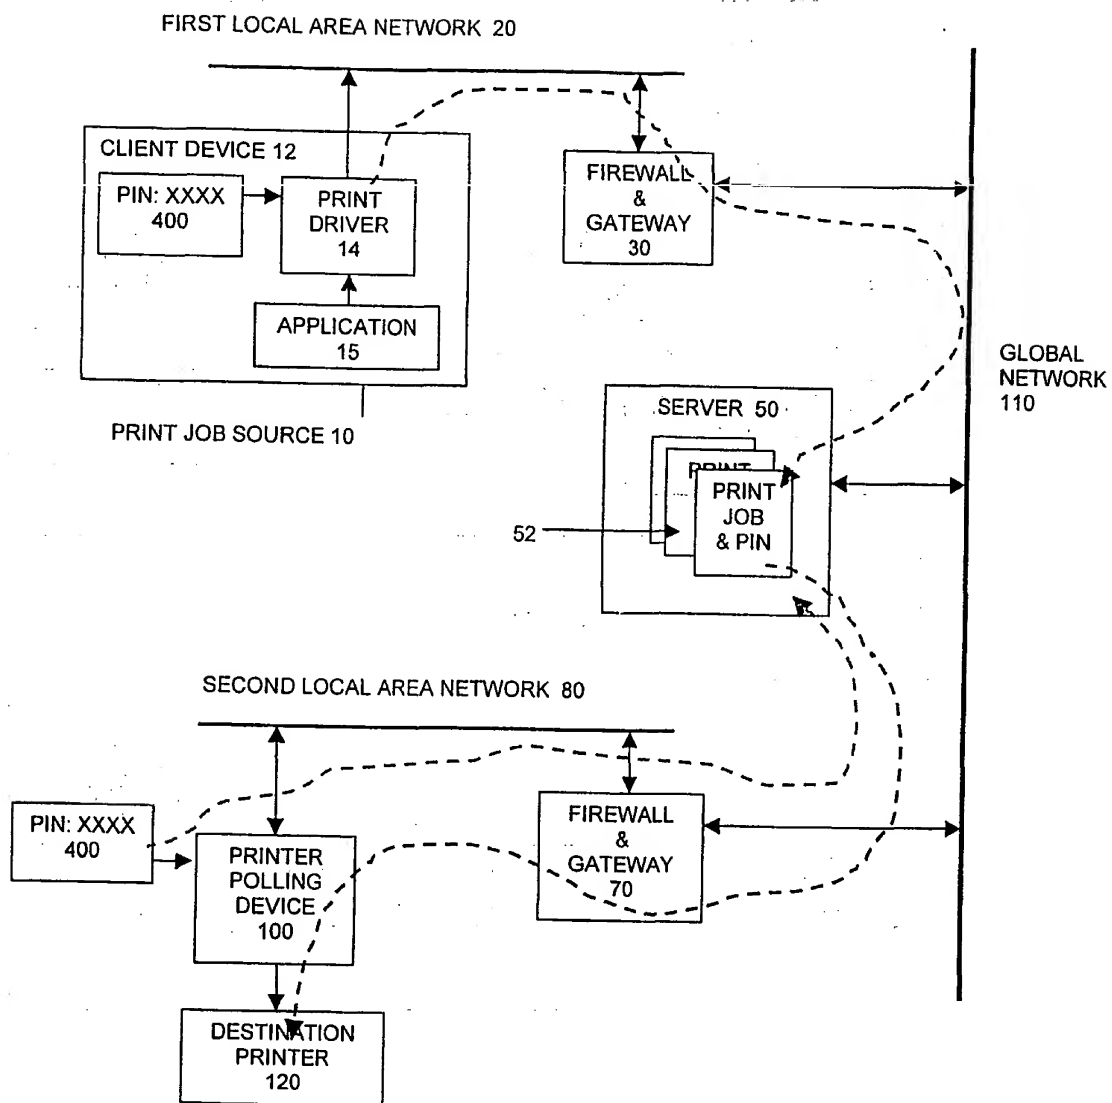 FIRST LOCAL AREA NETWORK 20
CLIENT DEVICE 12
PIN: XXXX
400
PRINT
DRIVER
14
APPLICATION
15
PRINT JOB SOURCE 10
FIREWALL
&
GATEWAY
30
GLOBAL
NETWORK
110
SERVER 50
PRINT
PRINT
JOB
& PIN
52
SECOND LOCAL AREA NETWORK 80
PIN: XXXX
400
PRINTER
POLLING
DEVICE
100
FIREWALL
&
GATEWAY
70
DESTINATION
PRINTER
120